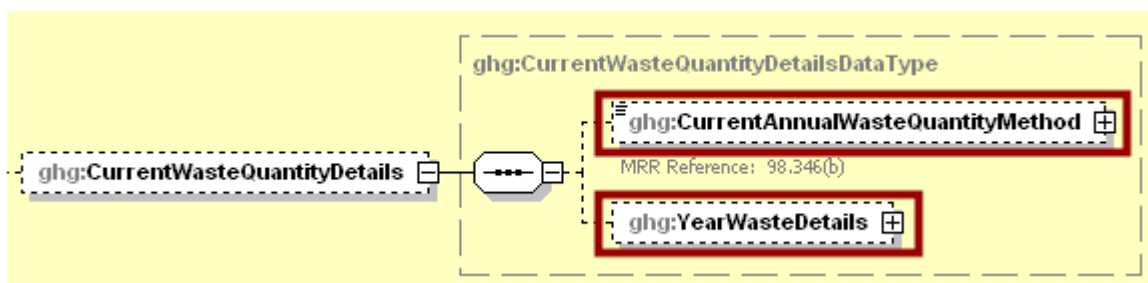 ghg:CurrentWasteQuantityDetailsDataType
ghg:CurrentAnnualWasteQuantityMethod
MRR Reference: 98.346(b)
ghg:CurrentWasteQuantityDetails
ghg:YearWasteDetails